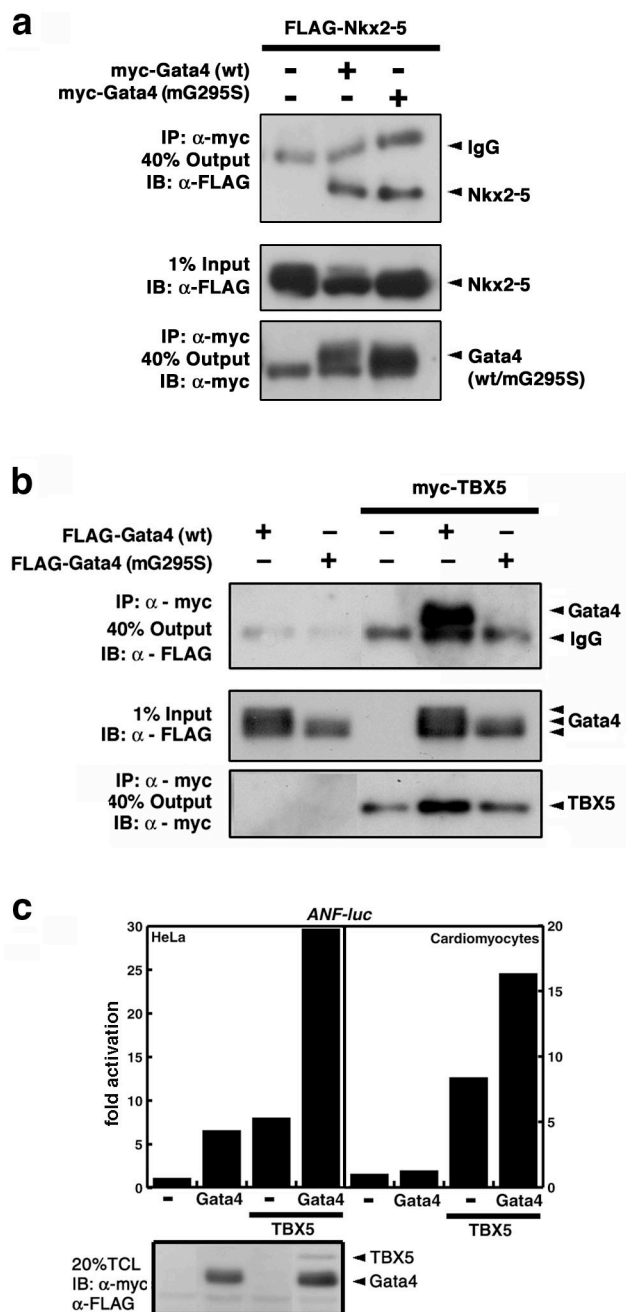 a
FLAG-Nkx2-5
myc-Gata4 (wt) - + -
myc-Gata4 (mG295S) - - +
IP: α-myc
40% Output
IB: α-FLAG
IgG
Nkx2-5
1% Input
IB: α-FLAG
Nkx2-5
IP: α-myc
40% Output
IB: α-myc
Gata4
(wt/mG295S)
b
myc-TBX5
FLAG-Gata4 (wt) + - - + -
FLAG-Gata4 (mG295S) - + - - +
IP: α - myc
40% Output
IB: α - FLAG
Gata4
IgG
1% Input
IB: α - FLAG
Gata4
IP: α - myc
40% Output
IB: α - myc
TBX5
c
ANF-luc
HeLa
Cardiomyocytes
fold activation
30
25
20
15
10
5
0
20
15
10
5
0
- Gata4 - Gata4 - Gata4 - Gata4
TBX5 TBX5
20%TCL
IB: α-myc
α-FLAG
TBX5
Gata4